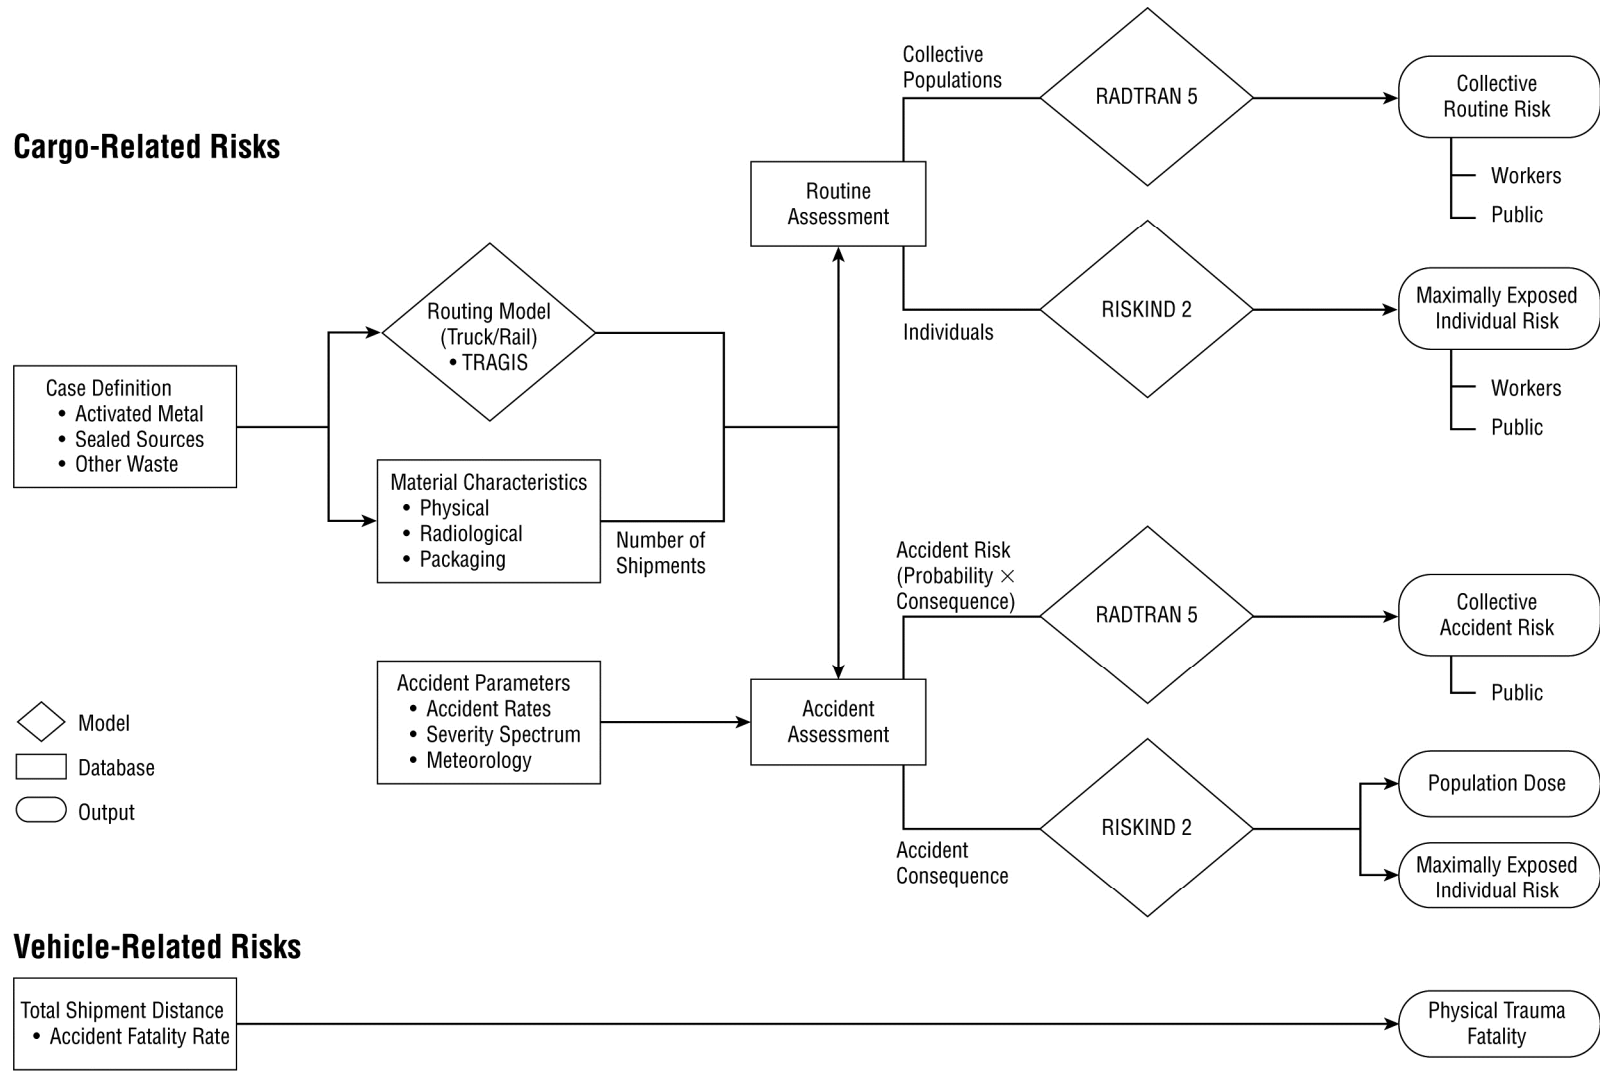 Cargo-Related Risks
Case Definition
• Activated Metal
• Sealed Sources
• Other Waste
Routing Model
(Truck/Rail)
• TRAGIS
Material Characteristics
• Physical
• Radiological
• Packaging
Number of
Shipments
Routine
Assessment
Collective
Populations
RADTRAN 5
Collective
Routine Risk
Workers
Public
Individuals
RISKIND 2
Maximally Exposed
Individual Risk
Workers
Public
Accident Parameters
• Accident Rates
• Severity Spectrum
• Meteorology
Accident
Assessment
Accident Risk
(Probability ×
Consequence)
RADTRAN 5
Collective
Accident Risk
Public
Accident
Consequence
RISKIND 2
Population Dose
Maximally Exposed
Individual Risk
Model
Database
Output
Vehicle-Related Risks
Total Shipment Distance
• Accident Fatality Rate
Physical Trauma
Fatality